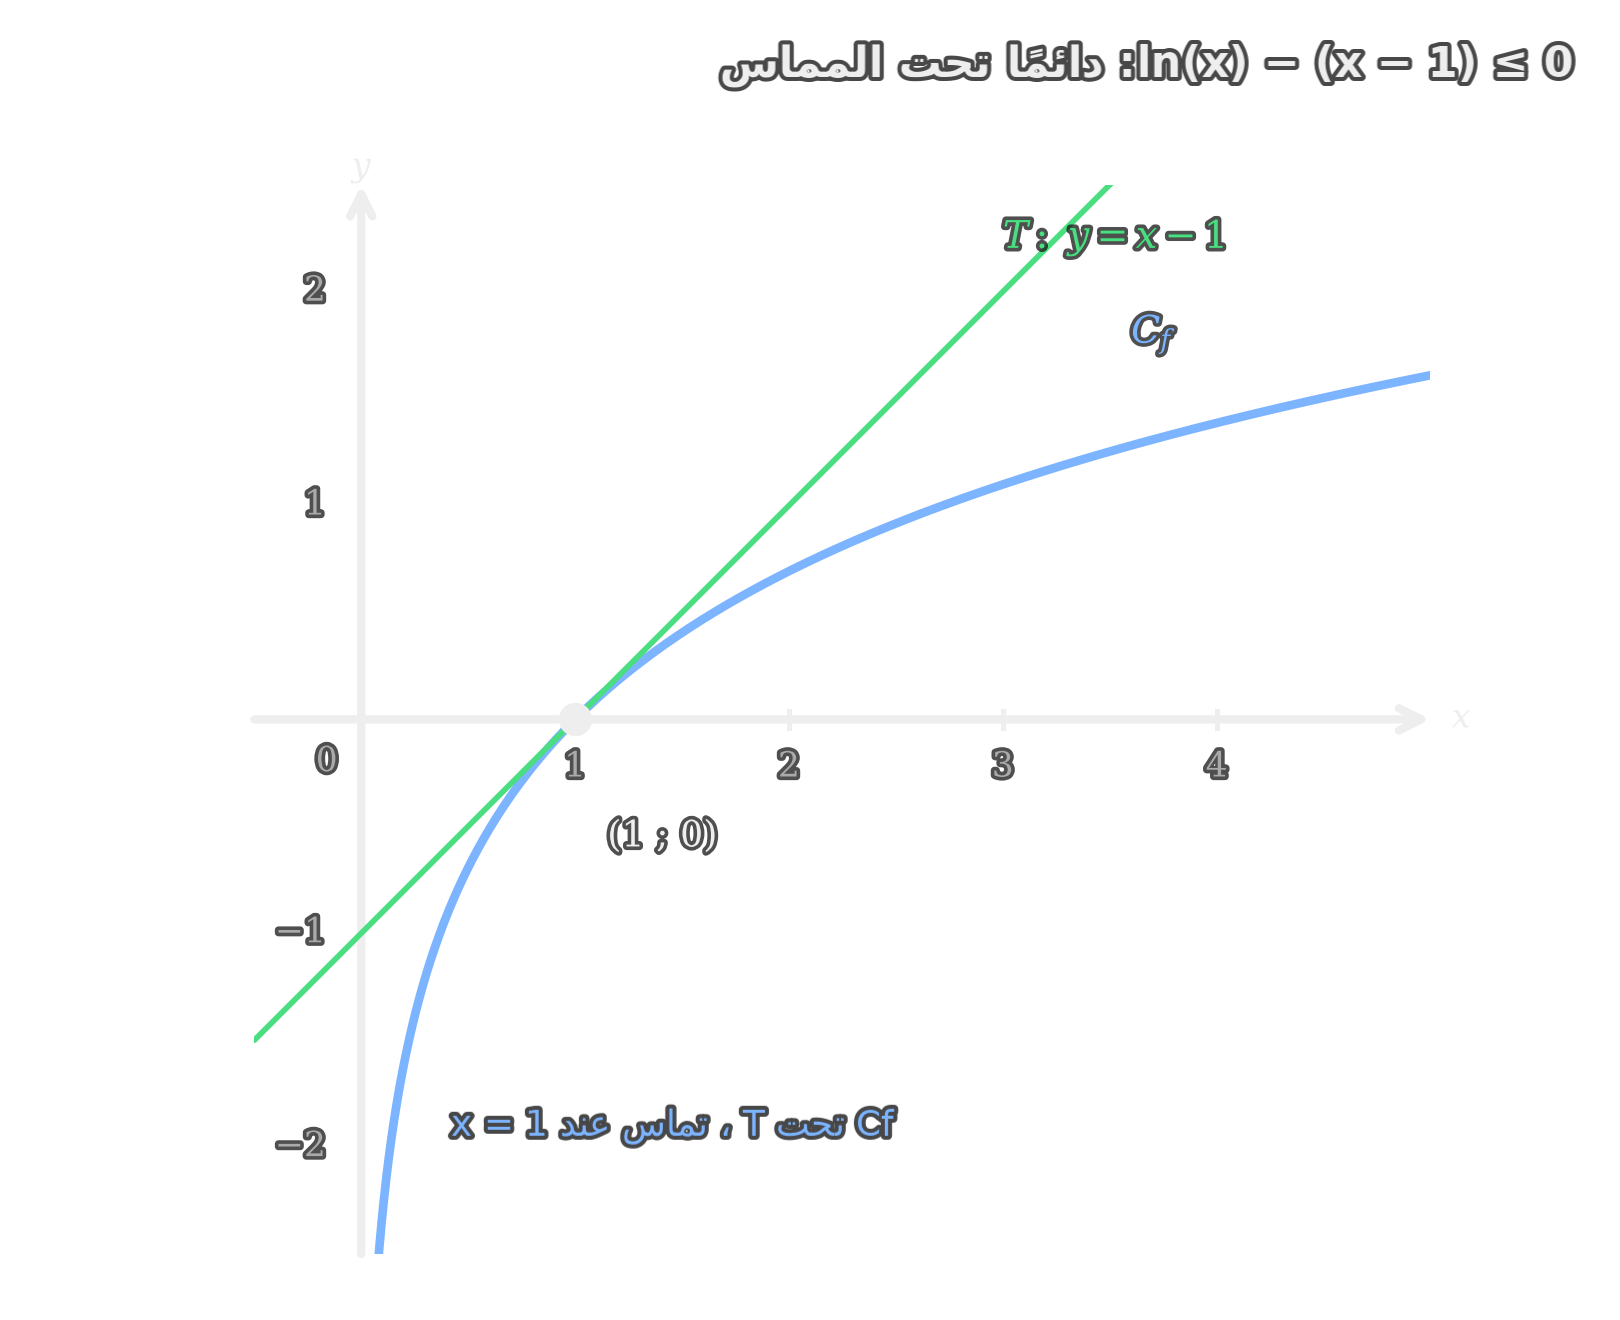 ln(x) − (x − 1) ≤ 0: دائمًا تحت المماس
y
T: y=x−1
2
C_f
1
x
0
1
2
3
4
(1 ; 0)
−1
Cf تحت T ، تماس عند x = 1
−2